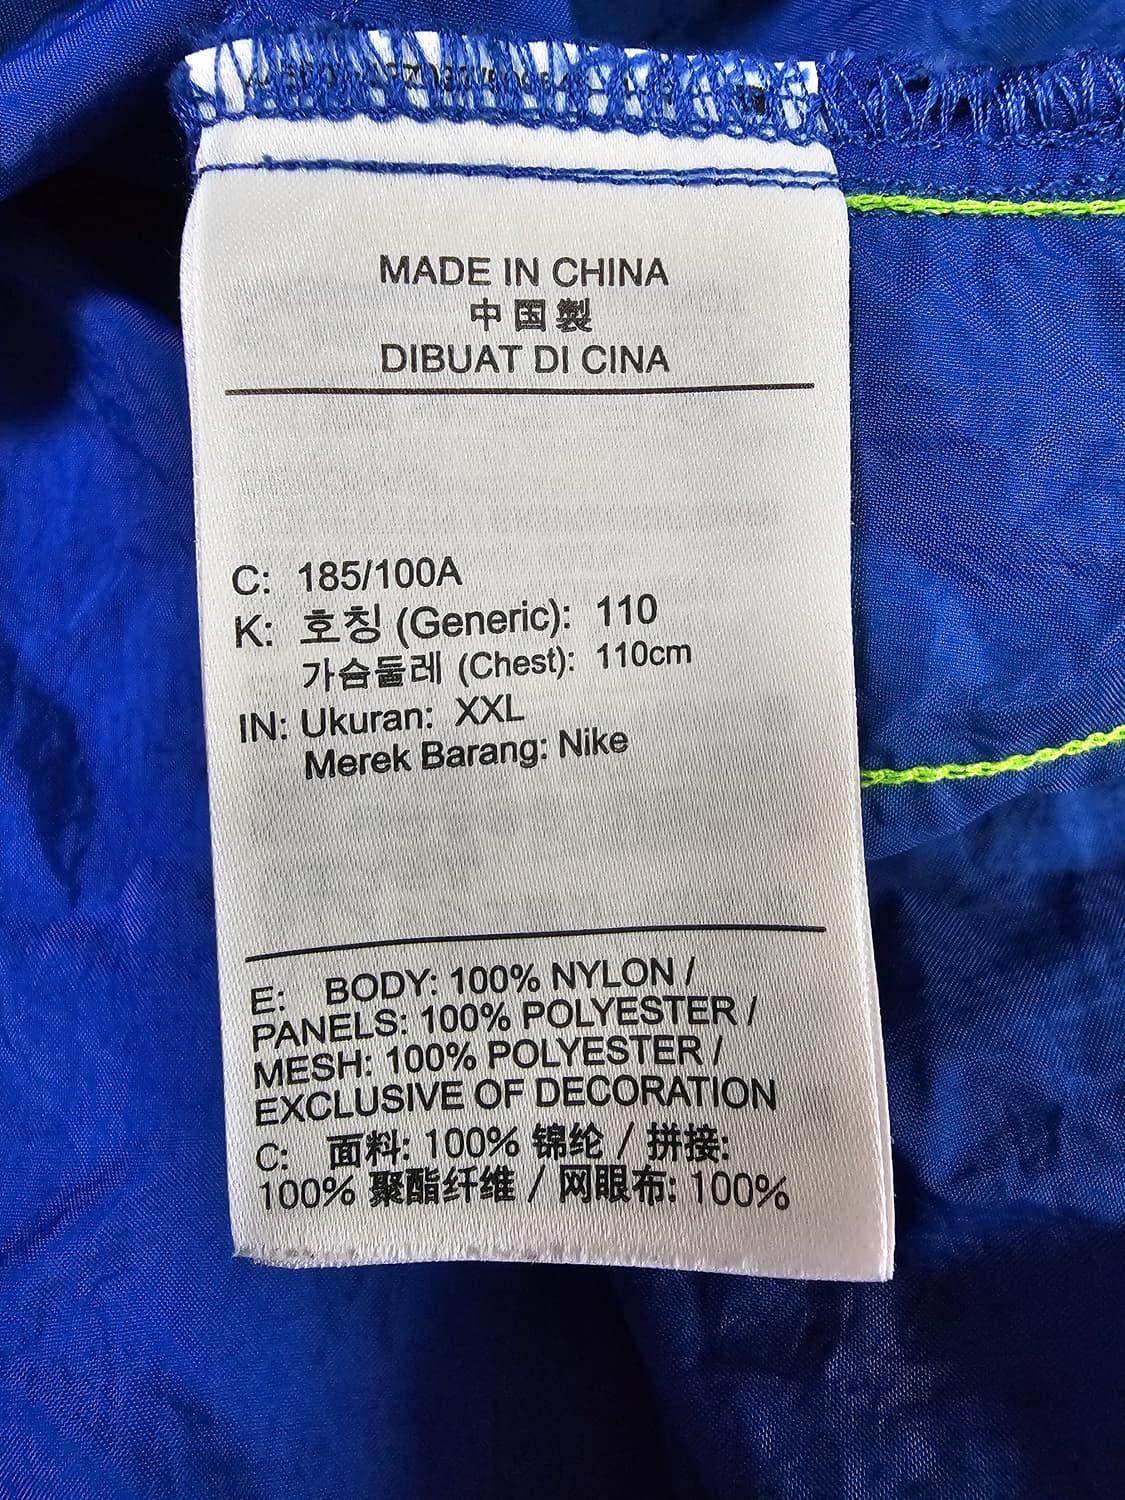 MADE IN CHINA
中国製
DIBUAT DI CINA
C: 185/100A
K: 호칭 (Generic): 110
가슴둘레 (Chest): 110cm
IN: Ukuran: XXL
Merek Barang: Nike
E: BODY: 100% NYLON /
PANELS: 100% POLYESTER /
MESH: 100% POLYESTER /
EXCLUSIVE OF DECORATION
C: 面料: 100% 锦纶 / 拼接:
100% 聚酯纤维 / 网眼布: 100%